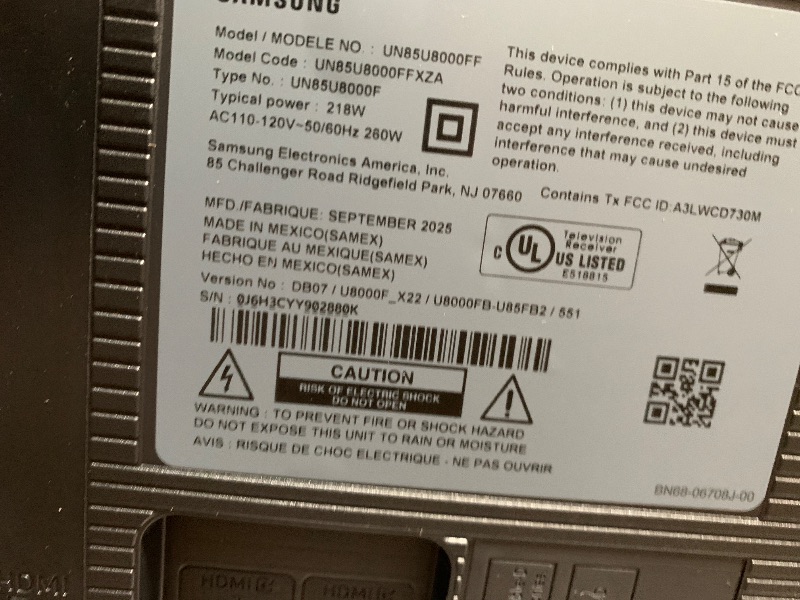 SAMSUNG
Model / MODELE NO. : UN85U8000FF
Model Code : UN85U8000FFXZA
Type No. : UN85U8000F
Typical power : 218W
AC110-120V~50/60Hz 260W
Samsung Electronics America, Inc.
85 Challenger Road Ridgefield Park, NJ 07660
This device complies with Part 15 of the FCC
Rules. Operation is subject to the following
two conditions: (1) this device may not cause
harmful interference, and (2) this device must
accept any interference received, including
interference that may cause undesired
operation.
Contains Tx FCC ID:A3LWCD730M
MFD./FABRIQUE: SEPTEMBER 2025
MADE IN MEXICO(SAMEX)
FABRIQUE AU MEXIQUE(SAMEX)
HECHO EN MEXICO(SAMEX)
C UL US LISTED
Television
Receiver
E518815
Version No : DB07 / U8000F_X22 / U8000FB-U85FB2 / 551
S/N : 0J6H3CYY902880K
CAUTION
RISK OF ELECTRIC SHOCK
DO NOT OPEN
WARNING : TO PREVENT FIRE OR SHOCK HAZARD
DO NOT EXPOSE THIS UNIT TO RAIN OR MOISTURE
AVIS : RISQUE DE CHOC ELECTRIQUE - NE PAS OUVRIR
BN68-06708J-00
HDMI
HDMI
HDMI